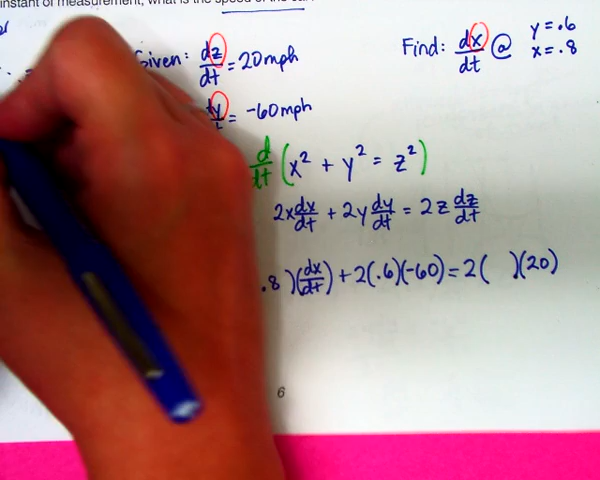 instant of measurement, what is the speed of the
Given: dz/dt = 20mph
Find: dx/dt @ y = .6 x = .8
dy/t = -60mph
d/dt (x² + y² = z²)
2x dx/dt + 2y dy/dt = 2z dz/dt
.8)(dx/dt) + 2(.6)(-60) = 2( )(20)
6